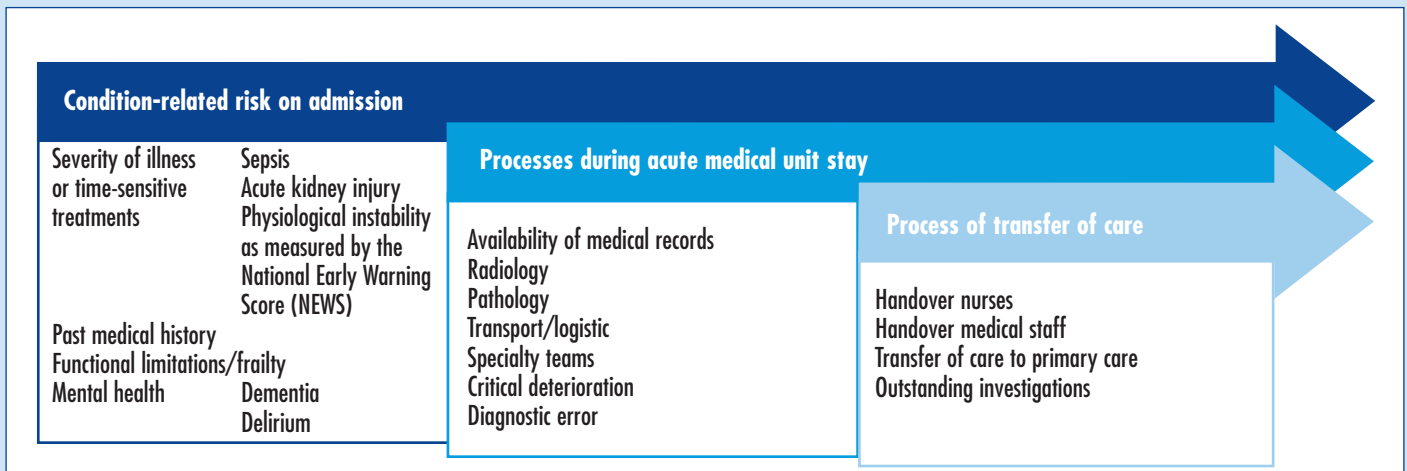 Condition-related risk on admission
Severity of illness
or time-sensitive
treatments
Sepsis
Acute kidney injury
Physiological instability
as measured by the
National Early Warning
Score (NEWS)
Past medical history
Functional limitations/frailty
Mental health
Dementia
Delirium
Processes during acute medical unit stay
Availability of medical records
Radiology
Pathology
Transport/logistic
Specialty teams
Critical deterioration
Diagnostic error
Process of transfer of care
Handover nurses
Handover medical staff
Transfer of care to primary care
Outstanding investigations